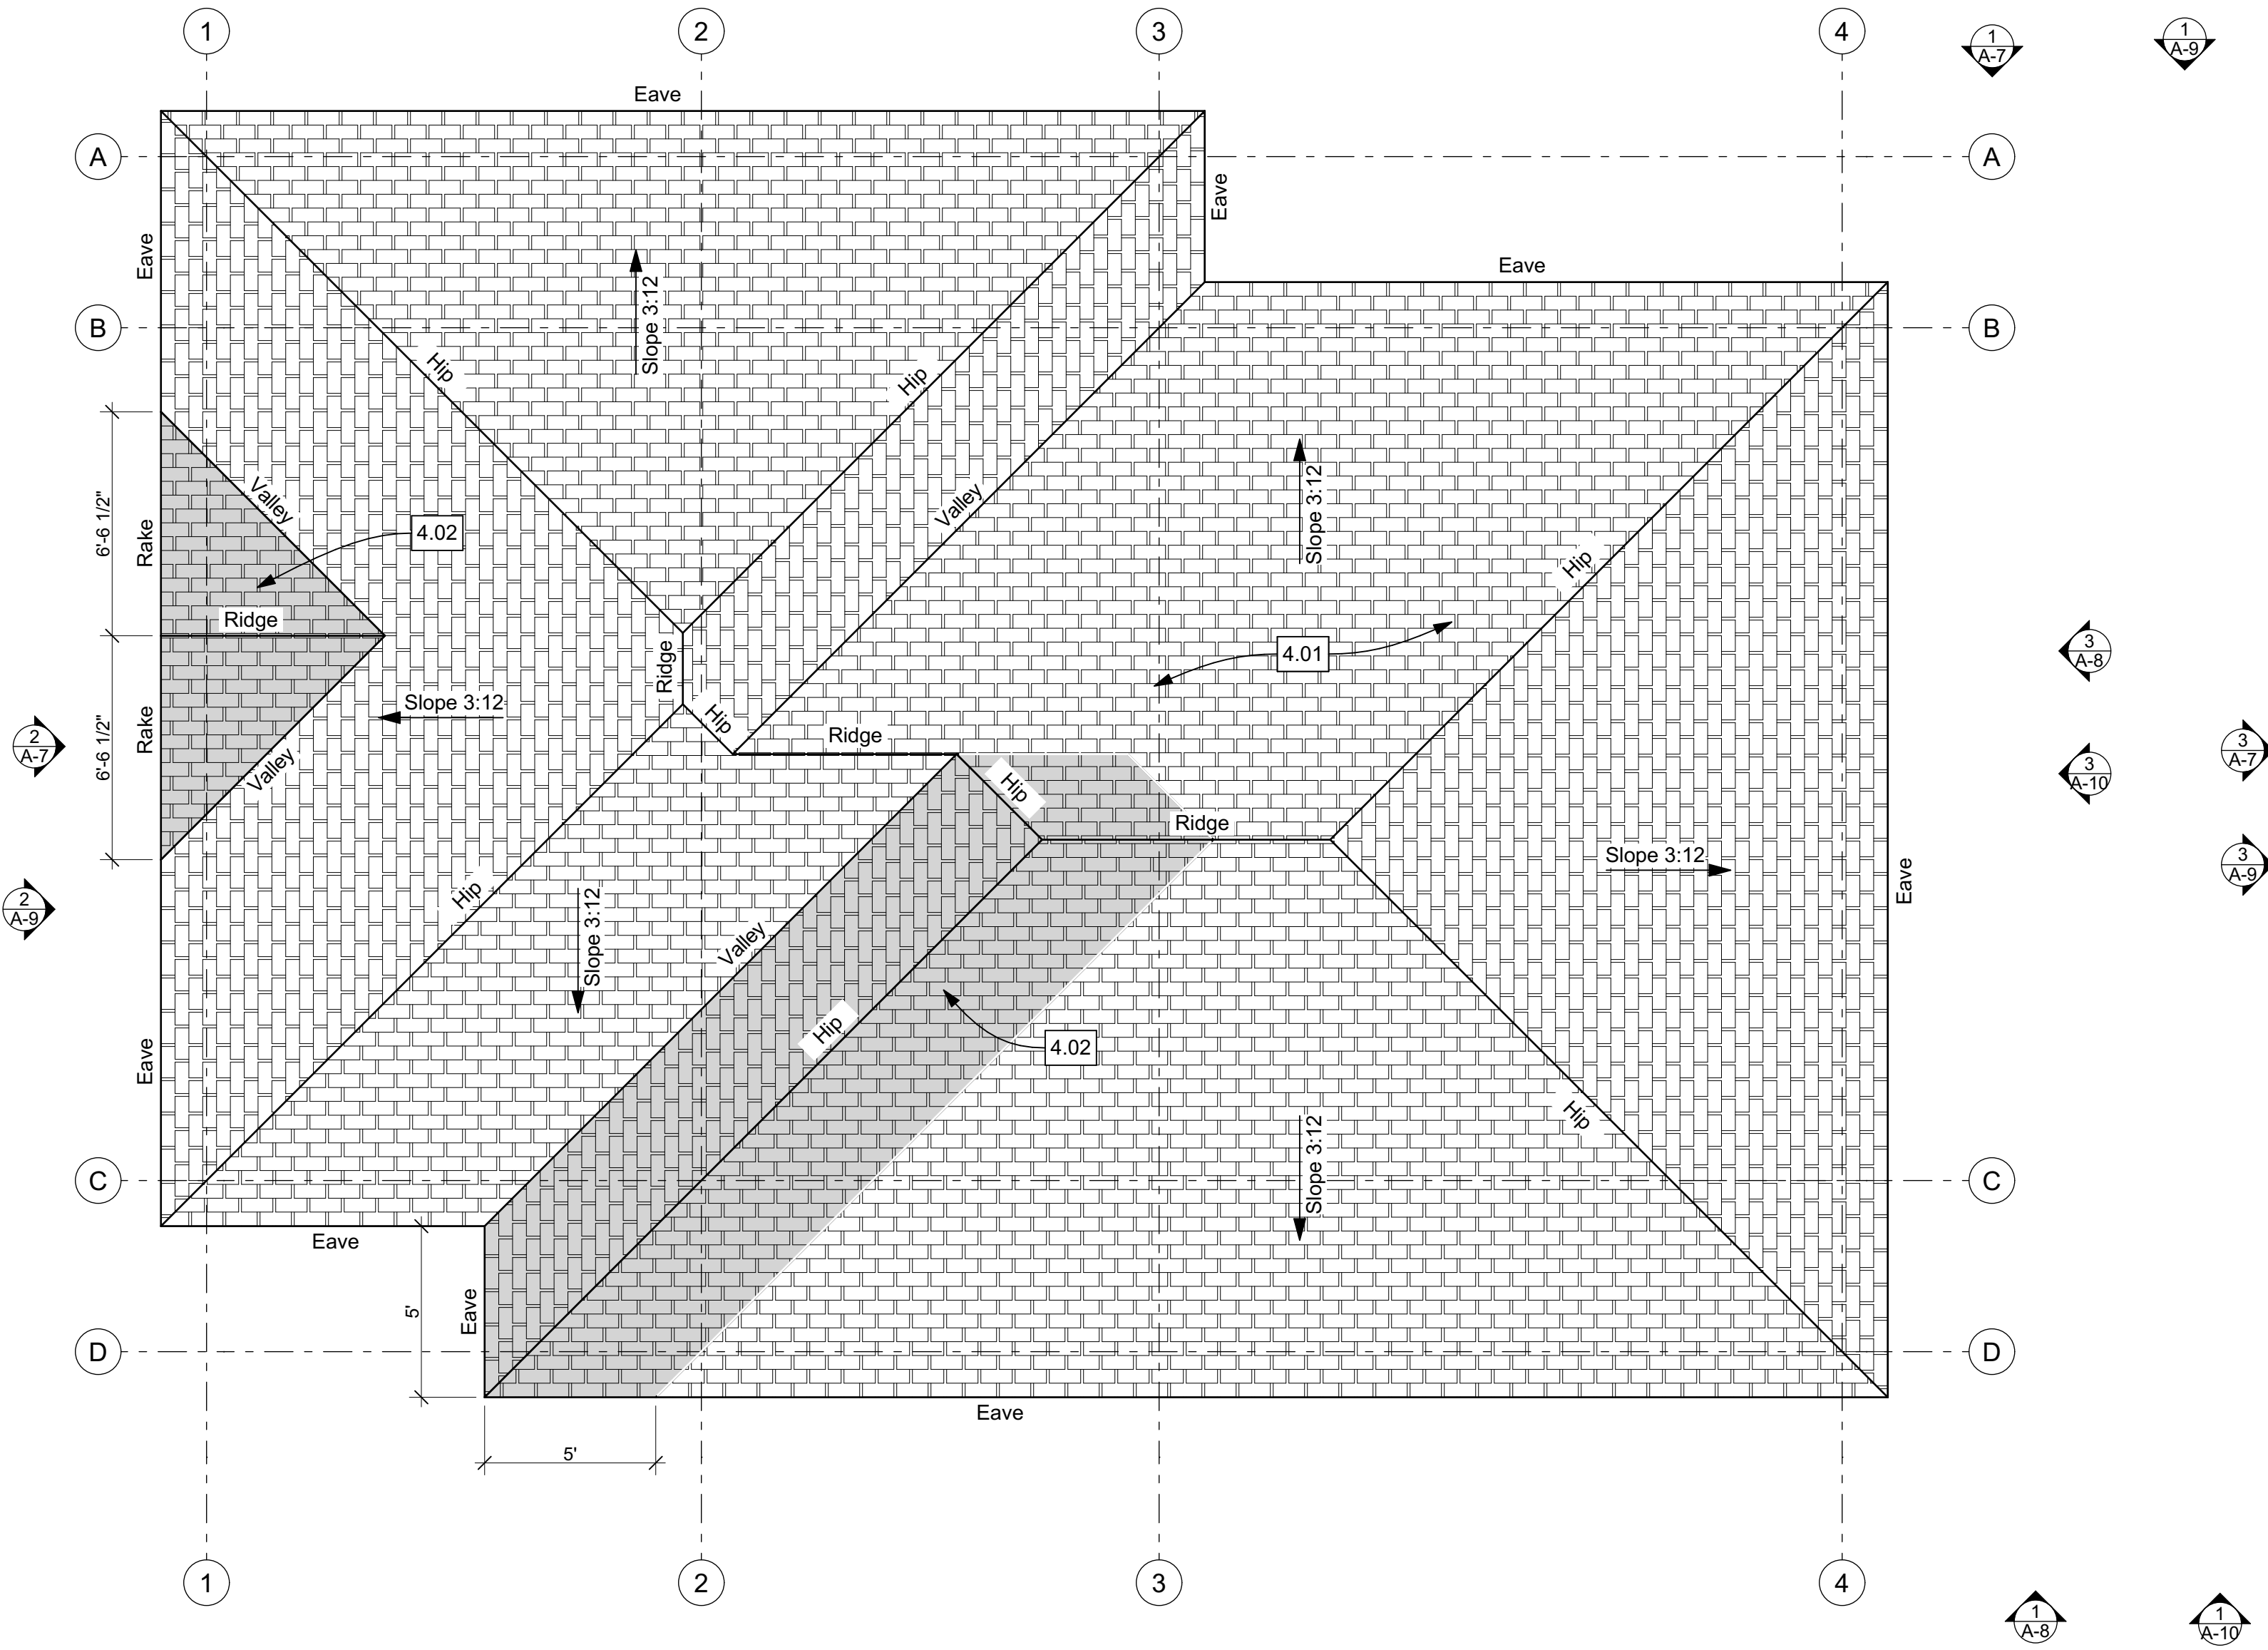 1
2
3
4
1
A-7
1
A-9
Eave
A
A
Eave
Eave
Eave
B
B
Slope 3:12
Hip
Hip
6'-6 1/2"
Rake
Valley
4.02
Valley
Slope 3:12
Hip
Ridge
Ridge
4.01
3
A-8
6'-6 1/2"
Rake
Slope 3:12
Hip
Ridge
2
A-7
3
A-7
Valley
Hip
3
A-10
Ridge
Slope 3:12
3
A-9
Eave
2
A-9
Hip
Slope 3:12
Valley
Hip
4.02
Eave
Hip
Slope 3:12
C
C
Eave
5'
Eave
D
D
Eave
5'
1
2
3
4
1
A-8
1
A-10